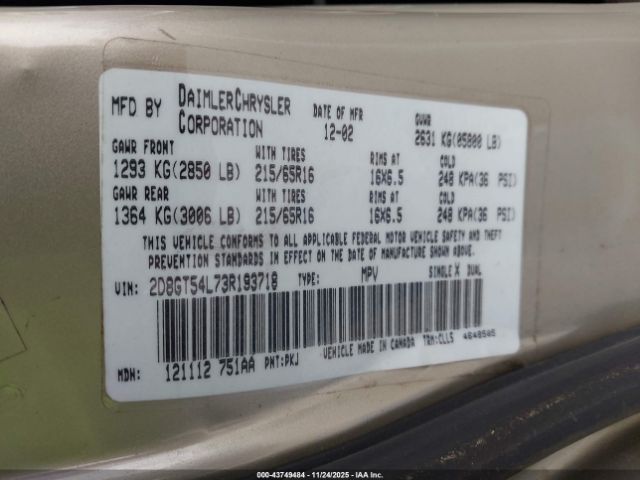 MFD BY DAIMLERCHRYSLER CORPORATION DATE OF MFR 12-02 GVWR 2631 KG(05800 LB)
GAWR FRONT WITH TIRES RIMS AT COLD
1293 KG(2850 LB) 215/65R16 16X6.5 248 KPA(36 PSI)
GAWR REAR WITH TIRES RIMS AT COLD
1364 KG(3006 LB) 215/65R16 16X6.5 248 KPA(36 PSI)
THIS VEHICLE CONFORMS TO ALL APPLICABLE FEDERAL MOTOR VEHICLE SAFETY AND THEFT
PREVENTION STANDARDS IN EFFECT ON THE DATE OF MANUFACTURE SHOWN ABOVE.
VIN: 2D8GT54L73R193718 TYPE: MPV SINGLE X DUAL
VEHICLE MADE IN CANADA TRM:CLL5 4648505
MDH: 121112 751AA PNT:PKJ
00-43749484 | 11/24/2025 - IAA INC.